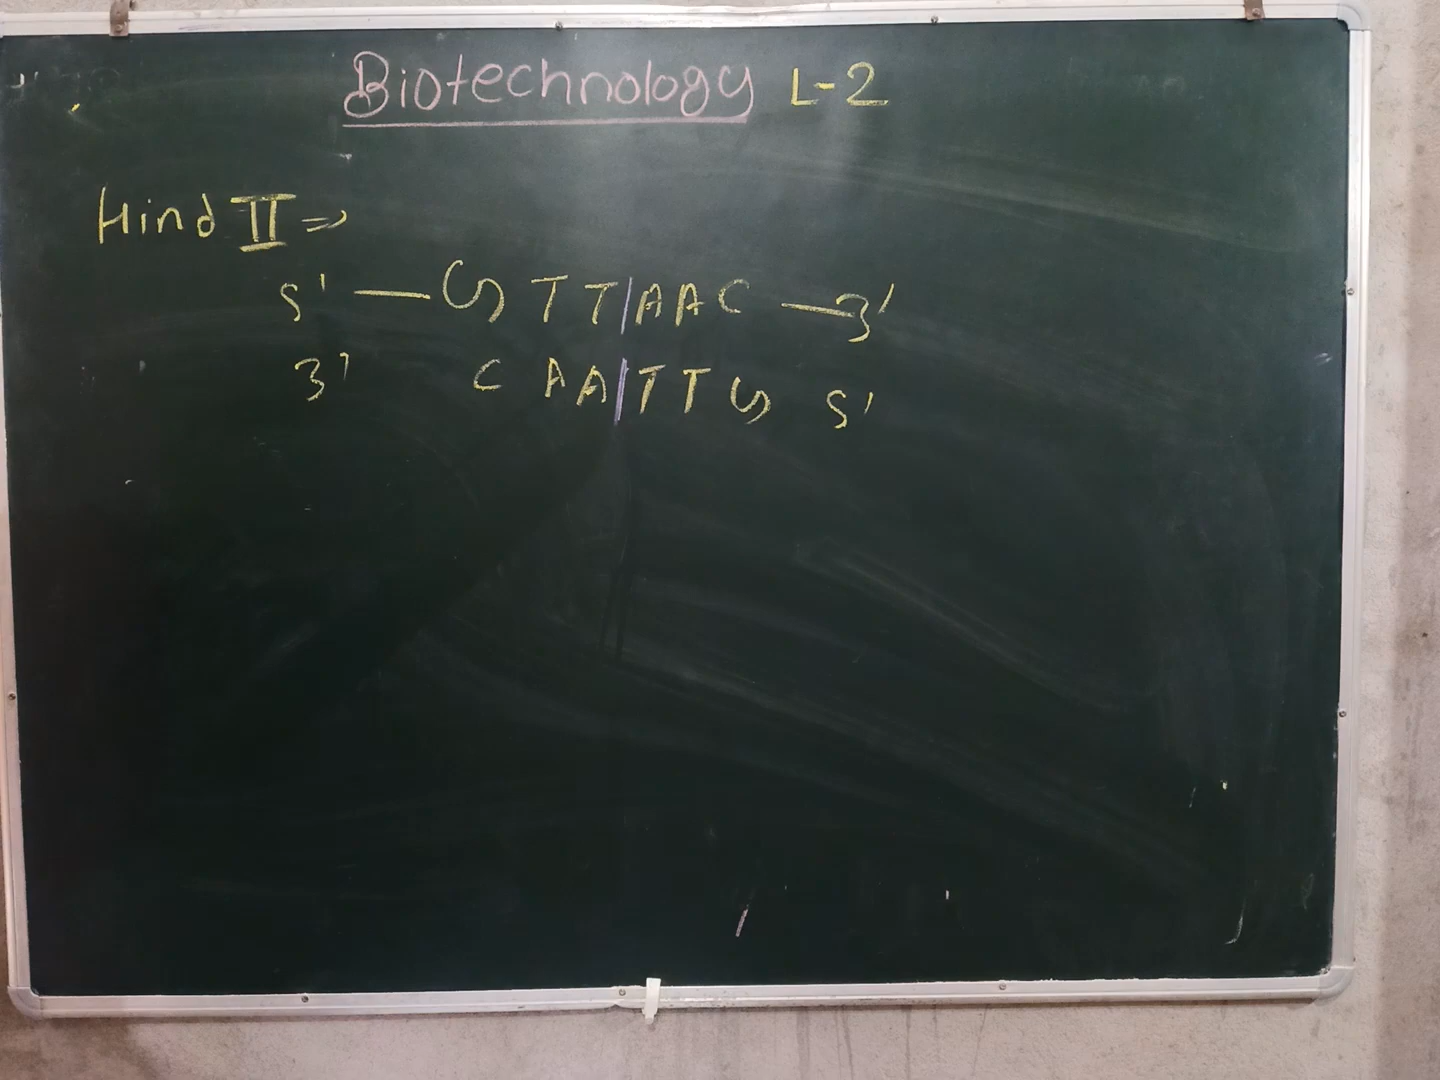 Biotechnology L-2
Hind II ⇒
5' — G T T | A A C — 3'
3' C A A | T T G 5'